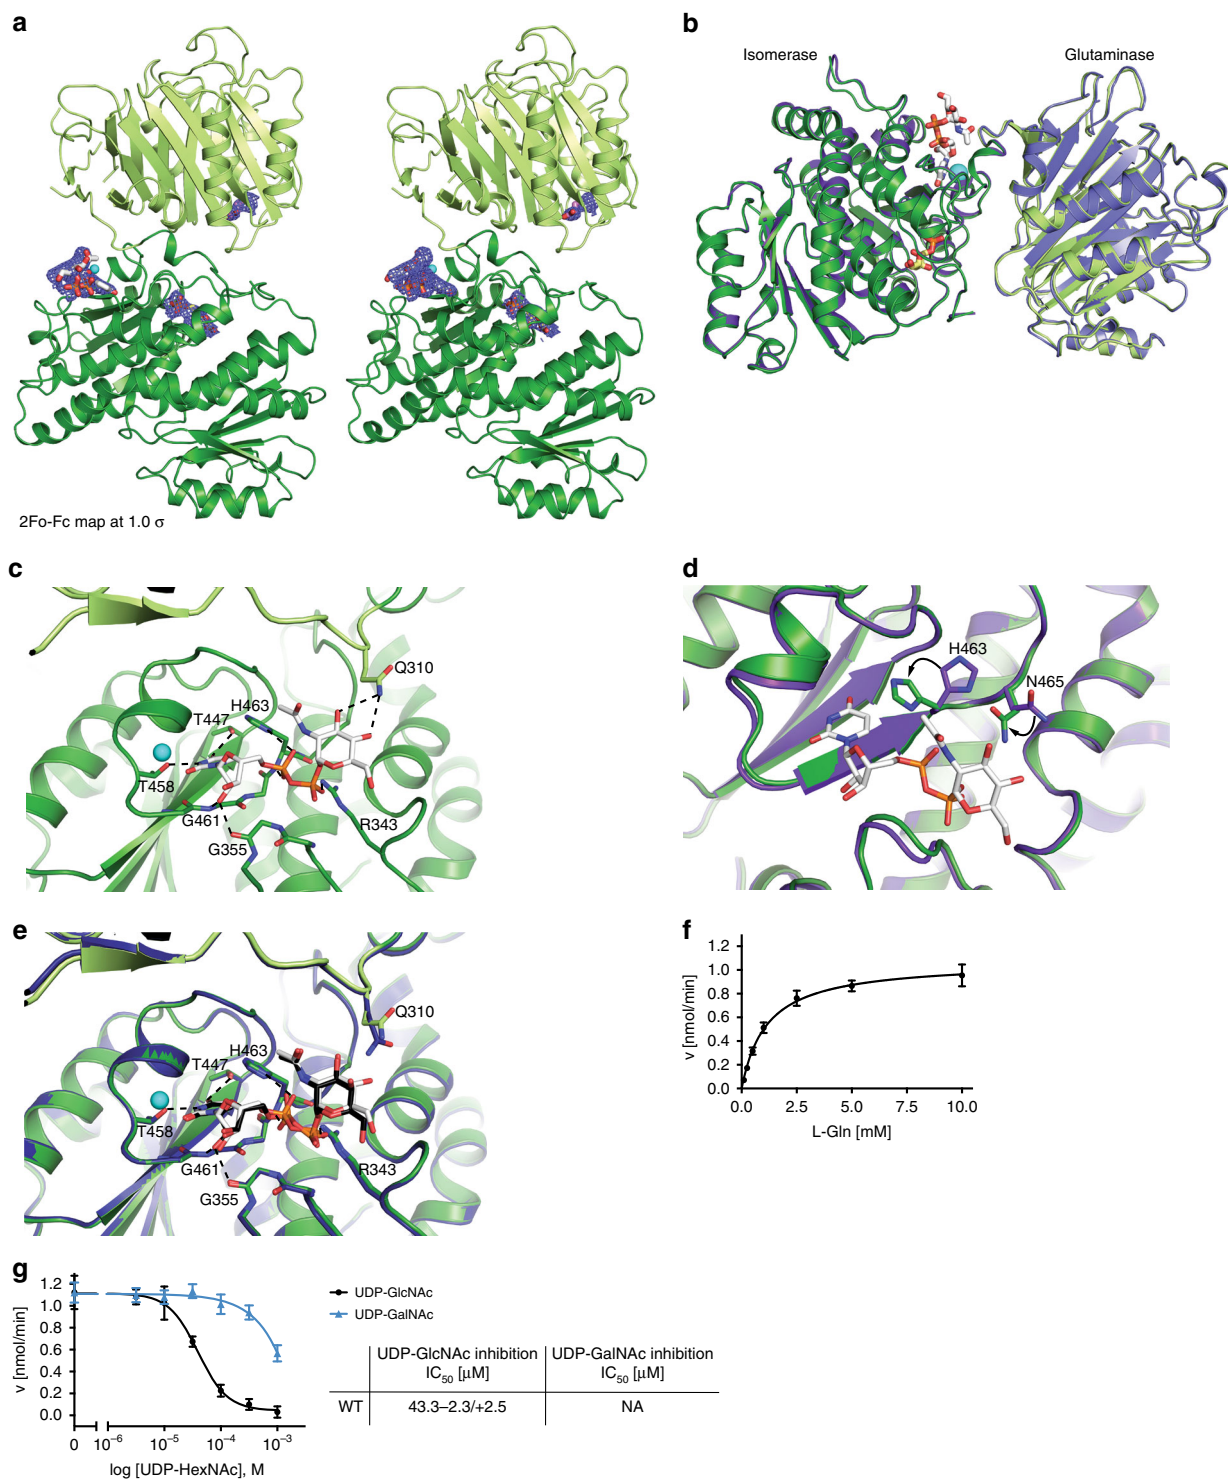 a
2Fo-Fc map at 1.0 σ
b
Isomerase
Glutaminase
c
Q310
H463
T447
T458
G461
R343
G355
d
H463
N465
e
Q310
H463
T447
T458
G461
R343
G355
f
v [nmol/min]
1.2
1.0
0.8
0.6
0.4
0.2
0.0
0.0 2.5 5.0 7.5 10.0
L-Gln [mM]
g
v [nmol/min]
1.2
1.0
0.8
0.6
0.4
0.2
0.0
0 10⁻⁶ 10⁻⁵ 10⁻⁴ 10⁻³
log [UDP-HexNAc], M
UDP-GlcNAc
UDP-GalNAc
UDP-GlcNAc inhibition IC₅₀ [μM]
UDP-GalNAc inhibition IC₅₀ [μM]
WT 43.3–2.3/+2.5 NA